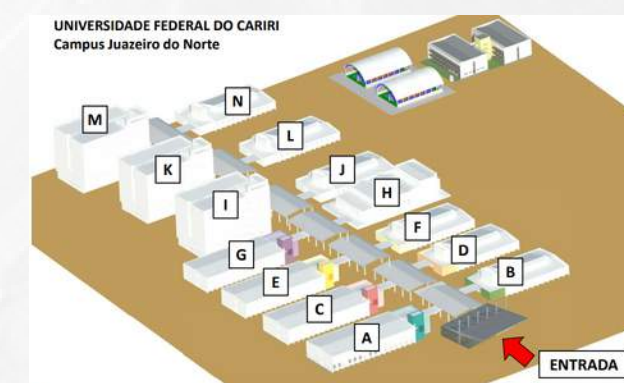 UNIVERSIDADE FEDERAL DO CARIRI
Campus Juazeiro do Norte
N
M
L
K
J
H
I
F
G
D
E
B
C
A
ENTRADA